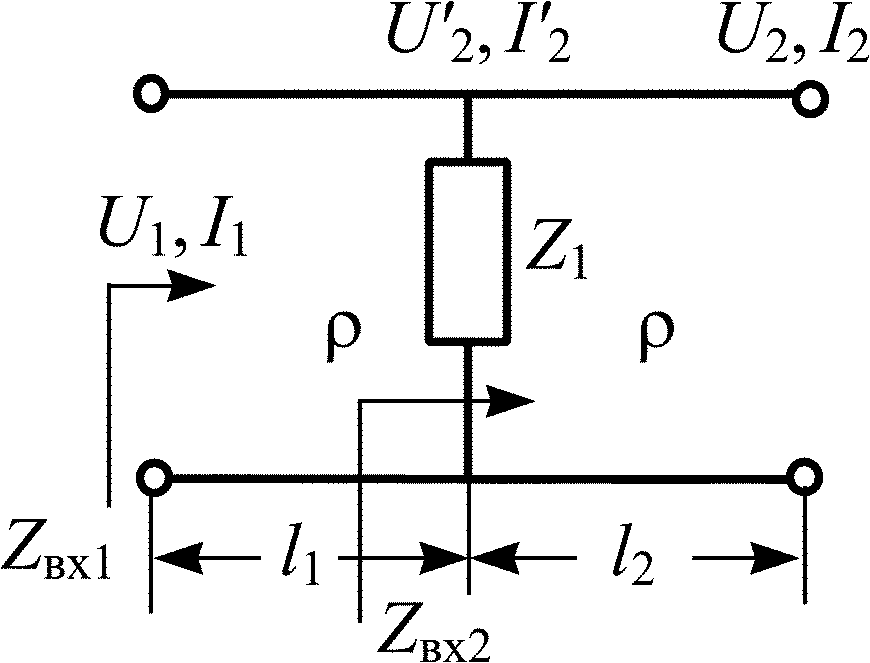 U'₂, I'₂
U₂, I₂
U₁, I₁
Z₁
ρ
ρ
Zвх1
l₁
l₂
Zвх2